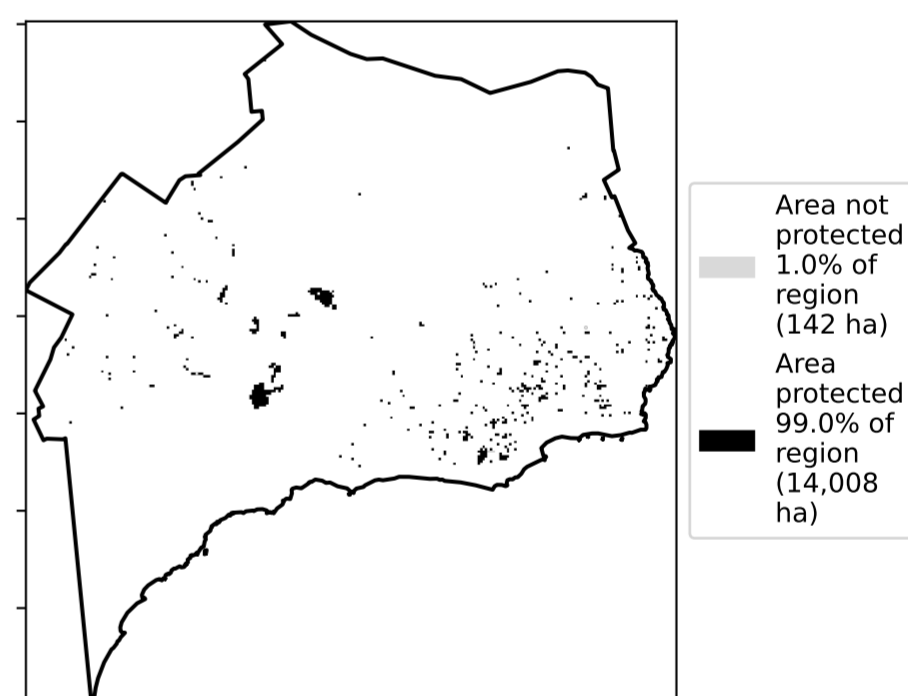 Area not
protected
1.0% of
region
(142 ha)
Area
protected
99.0% of
region
(14,008
ha)